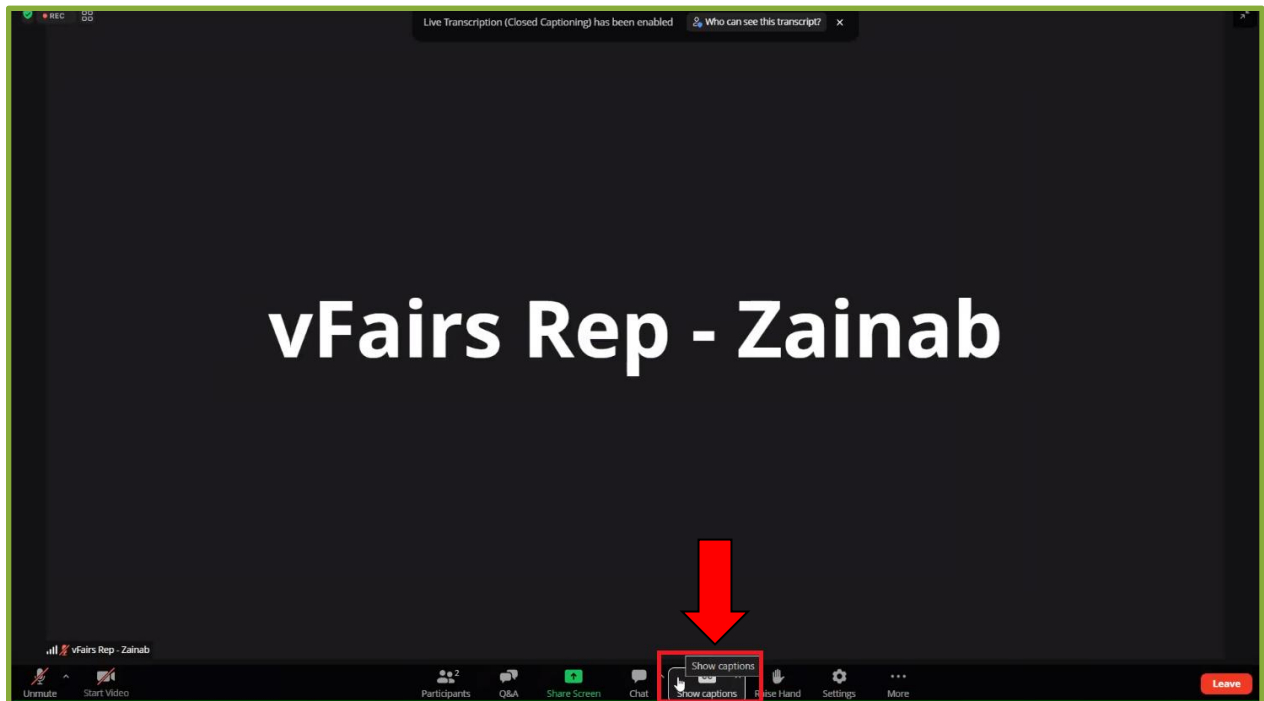 REC
Live Transcription (Closed Captioning) has been enabled Who can see this transcript? x
vFairs Rep - Zainab
vFairs Rep - Zainab
Show captions
Unmute Start Video Participants 2 Q&A Share Screen Chat Show captions Raise Hand Settings More Leave